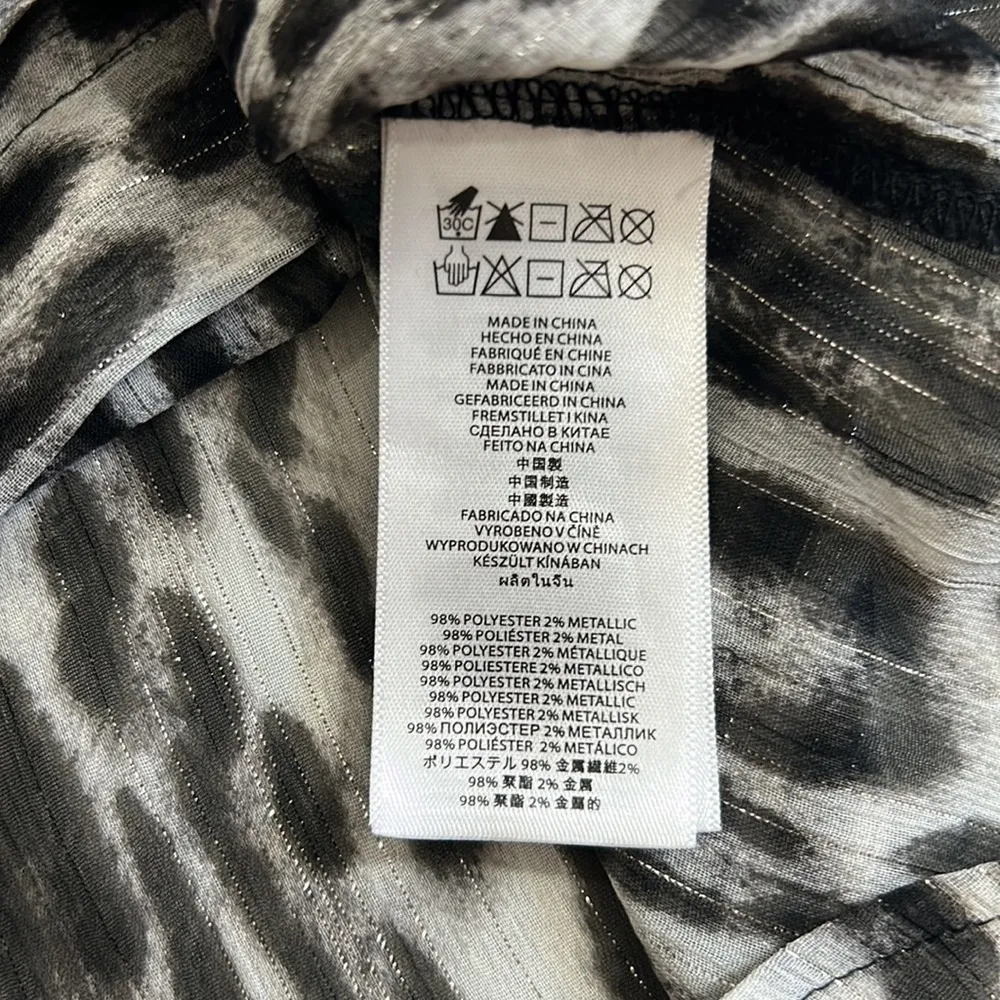 30C
MADE IN CHINA
HECHO EN CHINA
FABRIQUÉ EN CHINE
FABBRICATO IN CINA
MADE IN CHINA
GEFABRICEERD IN CHINA
FREMSTILLET I KINA
СДЕЛАНО В КИТАЕ
FEITO NA CHINA
中国製
中国制造
中國製造
FABRICADO NA CHINA
VYROBENO V ČÍNĚ
WYPRODUKOWANO W CHINACH
KÉSZÜLT KÍNÁBAN
ผลิตในจีน
98% POLYESTER 2% METALLIC
98% POLIÉSTER 2% METAL
98% POLYESTER 2% MÉTALLIQUE
98% POLIESTERE 2% METALLICO
98% POLYESTER 2% METALLISCH
98% POLYESTER 2% METALLIC
98% POLYESTER 2% METALLISK
98% ПОЛИЭСТЕР 2% МЕТАЛЛИК
98% POLIÉSTER 2% METÁLICO
ポリエステル 98% 金属繊維2%
98% 聚酯 2% 金属
98% 聚酯 2% 金屬的